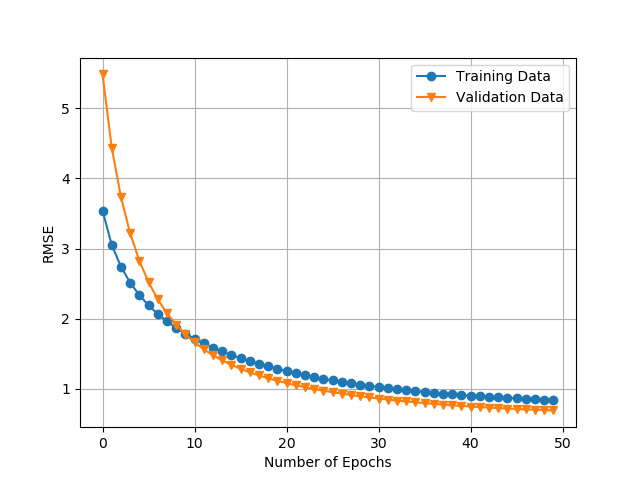 Training Data
Validation Data
RMSE
5
4
3
2
1
0 10 20 30 40 50
Number of Epochs